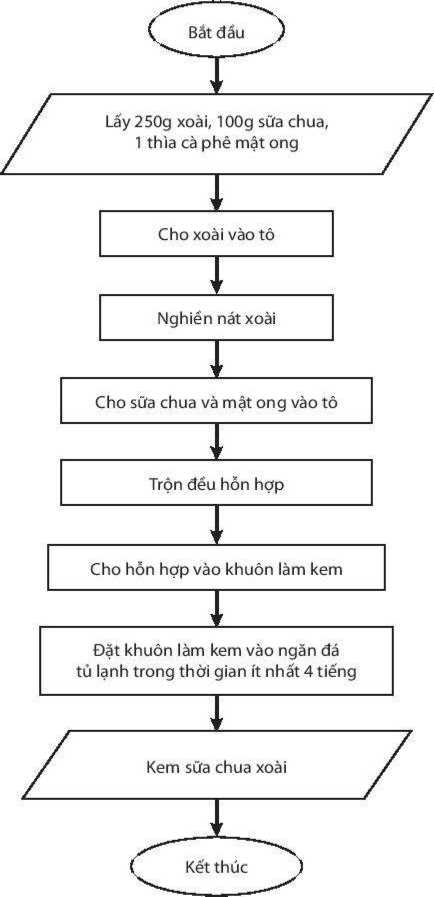 Bắt đầu
Lấy 250g xoài, 100g sữa chua,
1 thìa cà phê mật ong
Cho xoài vào tô
Nghiền nát xoài
Cho sữa chua và mật ong vào tô
Trộn đều hỗn hợp
Cho hỗn hợp vào khuôn làm kem
Đặt khuôn làm kem vào ngăn đá
tủ lạnh trong thời gian ít nhất 4 tiếng
Kem sữa chua xoài
Kết thúc